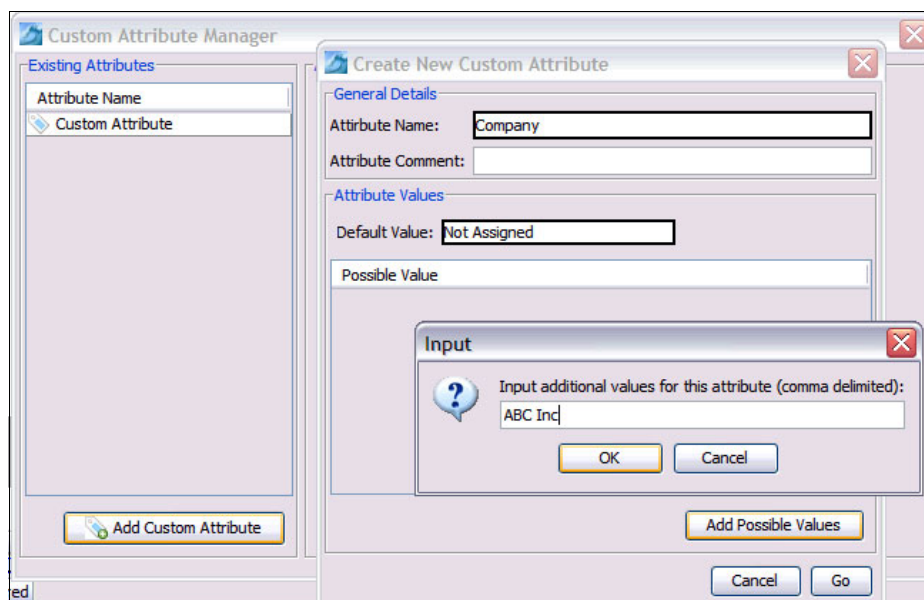 Custom Attribute Manager
Existing Attributes
Attribute Name
Custom Attribute
Add Custom Attribute
Create New Custom Attribute
General Details
Attirbute Name: Company
Attribute Comment:
Attribute Values
Default Value: Not Assigned
Possible Value
Input
Input additional values for this attribute (comma delimited):
ABC Inc
OK Cancel
Add Possible Values
Cancel Go
red